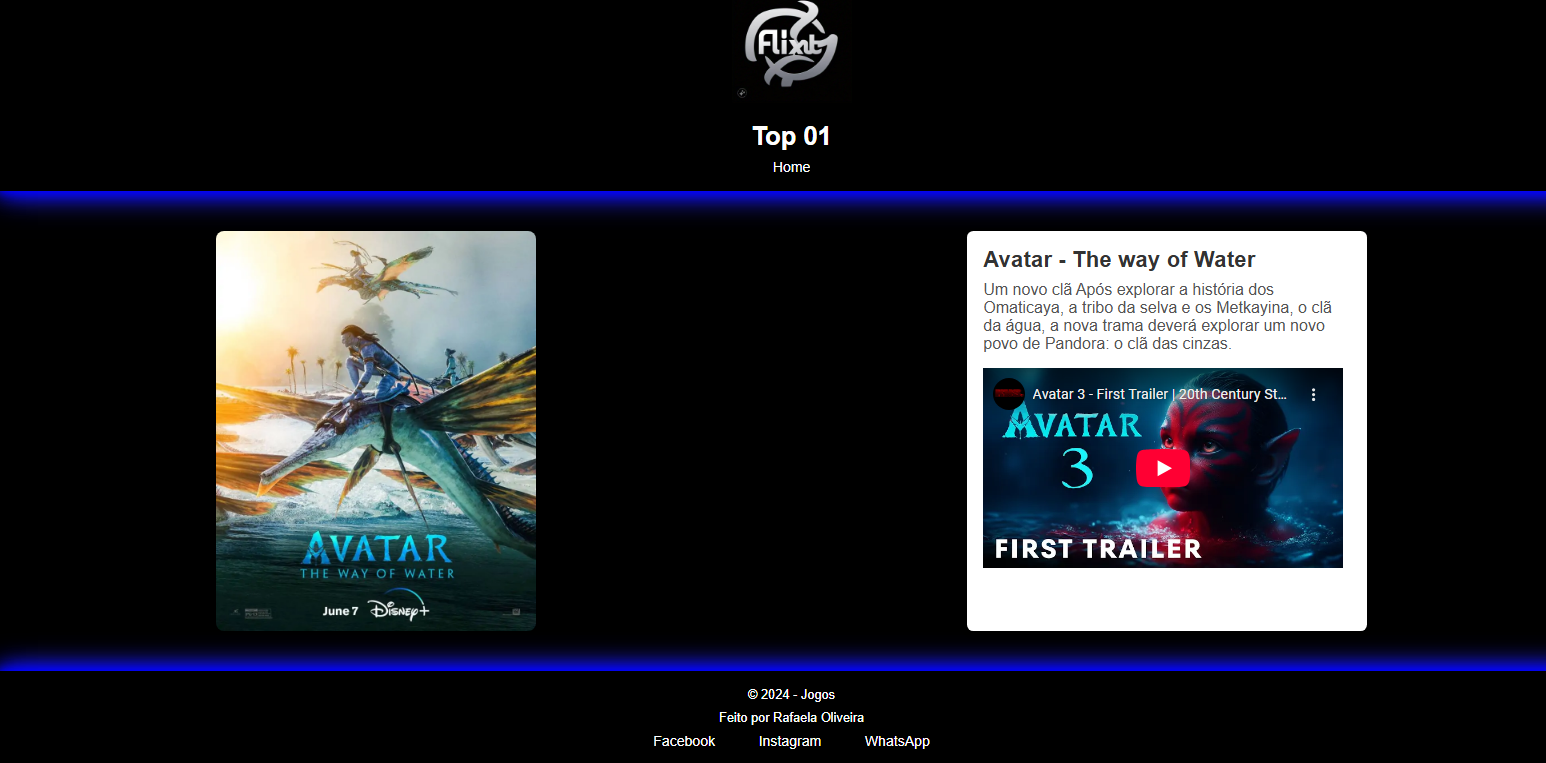 Flixt
Top 01
Home
AVATAR
THE WAY OF WATER
June 7 Disney+
Avatar - The way of Water
Um novo clã Após explorar a história dos
Omaticaya, a tribo da selva e os Metkayina, o clã
da água, a nova trama deverá explorar um novo
povo de Pandora: o clã das cinzas.
Avatar 3 - First Trailer | 20th Century St...
AVATAR
3
FIRST TRAILER
© 2024 - Jogos
Feito por Rafaela Oliveira
Facebook Instagram WhatsApp